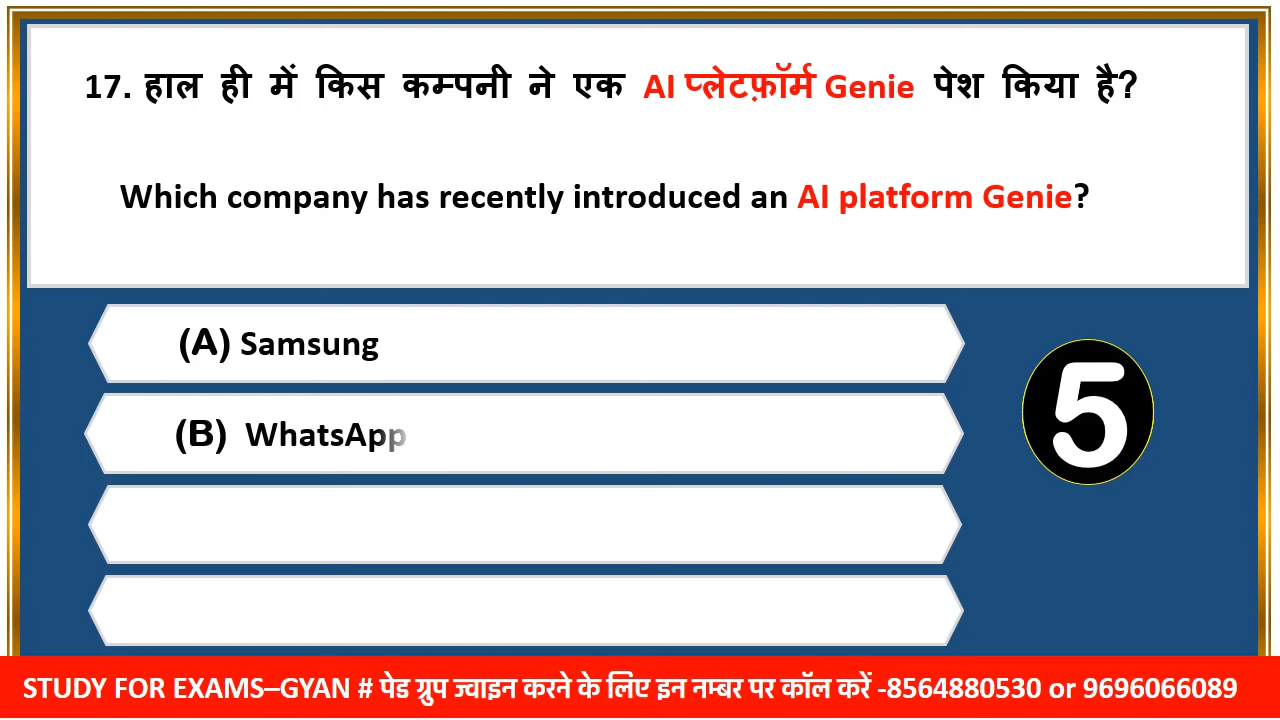 17. हाल ही में किस कम्पनी ने एक AI प्लेटफ़ॉर्म Genie पेश किया है?
Which company has recently introduced an AI platform Genie?
(A) Samsung
(B) WhatsApp
5
STUDY FOR EXAMS–GYAN # पेड ग्रुप ज्वाइन करने के लिए इन नम्बर पर कॉल करें -8564880530 or 9696066089